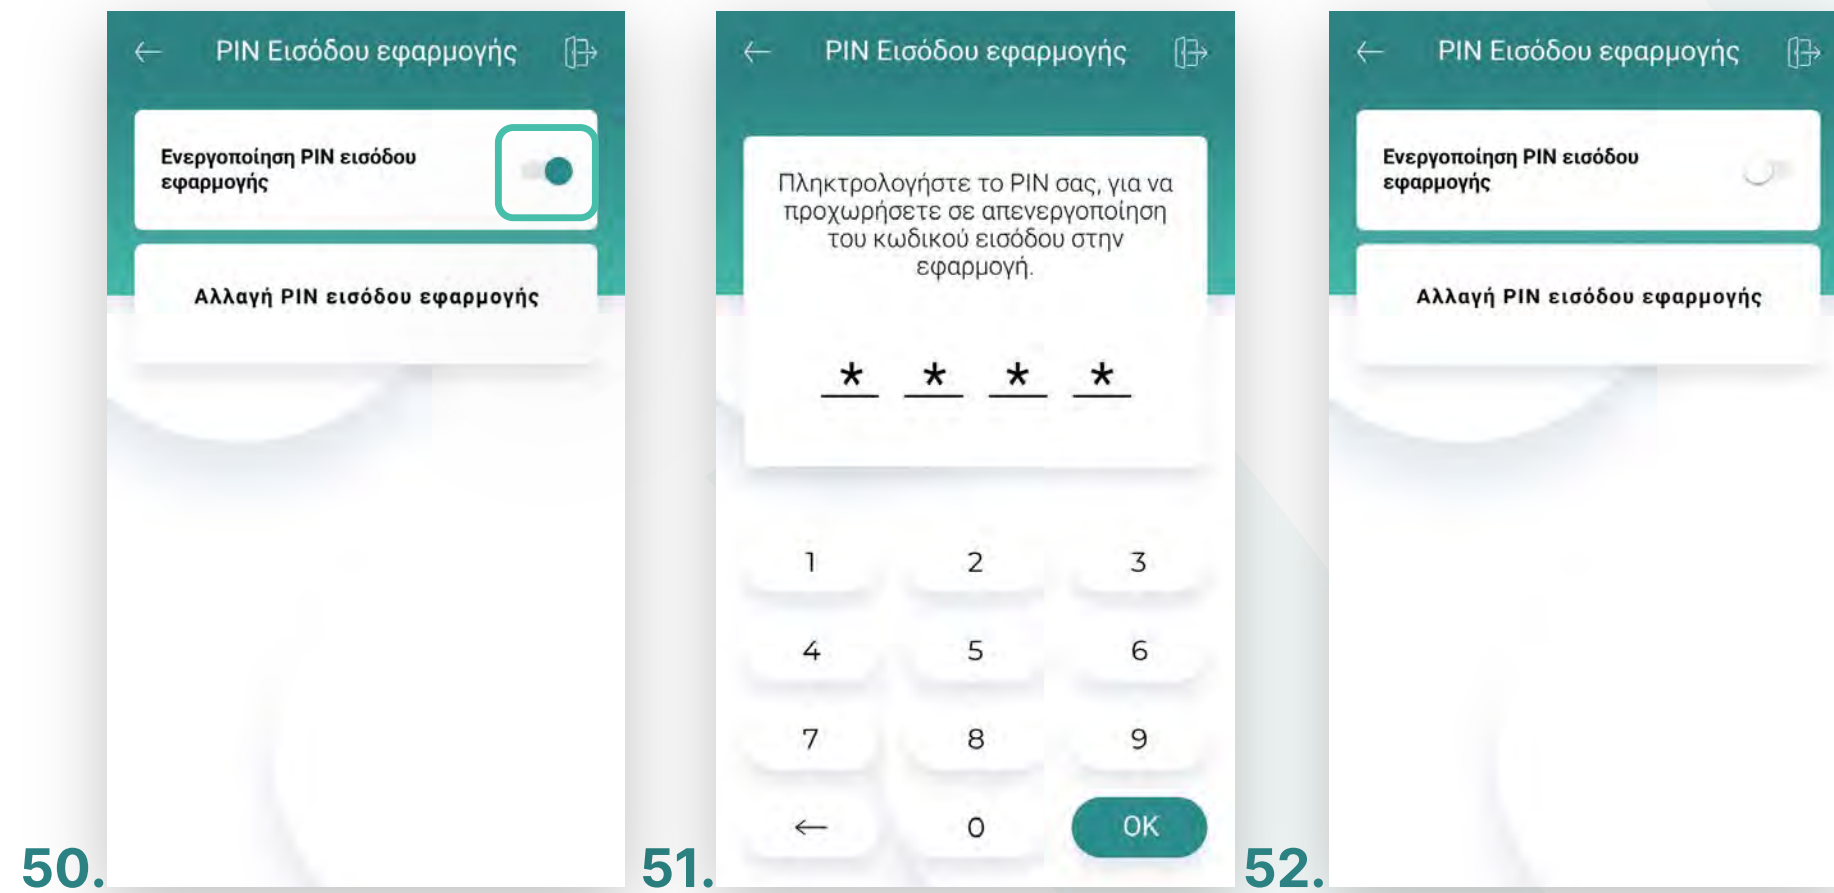 PIN Εισόδου εφαρμογής
Ενεργοποίηση PIN εισόδου
εφαρμογής
Αλλαγή PIN εισόδου εφαρμογής
50.
PIN Εισόδου εφαρμογής
Πληκτρολογήστε το PIN σας, για να
προχωρήσετε σε απενεργοποίηση
του κωδικού εισόδου στην
εφαρμογή.
* * * *
1 2 3
4 5 6
7 8 9
0 OK
51.
PIN Εισόδου εφαρμογής
Ενεργοποίηση PIN εισόδου
εφαρμογής
Αλλαγή PIN εισόδου εφαρμογής
52.